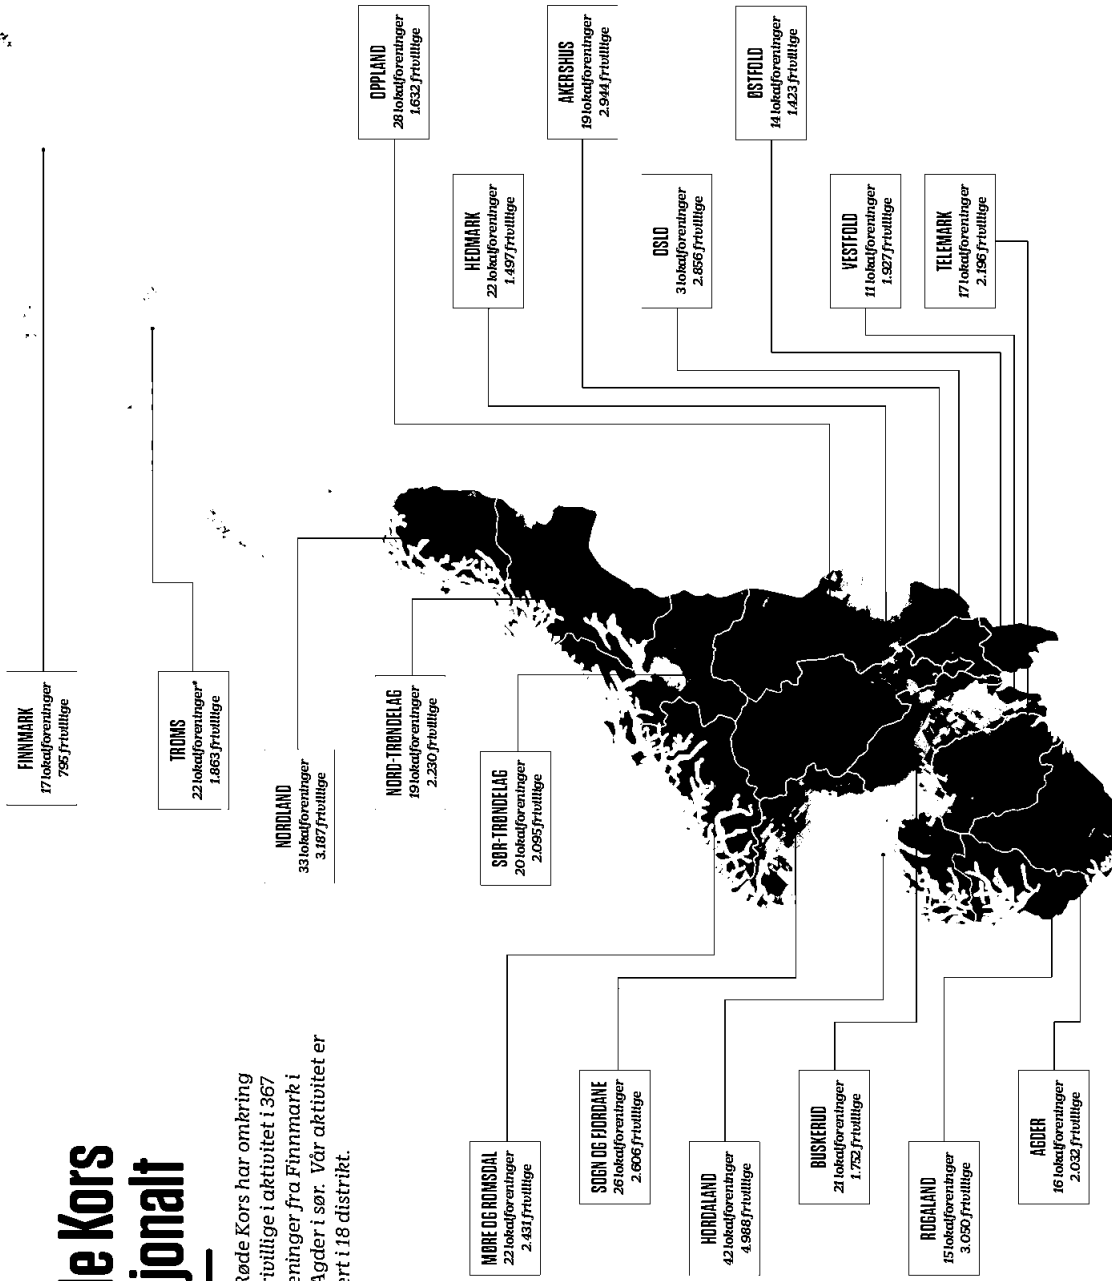 de Kors
jonalt
Røde Kors har omkring
rivillige i aktivitet i 367
eninger fra Finnmark i
Agder i sør. Vår aktivitet er
ert i 18 distrikt.
FINNMARK
17 lokalforeninger
795 frivillige
TROMS
22 lokalforeninger*
1.863 frivillige
NORDLAND
33 lokalforeninger
3.187 frivillige
NORD-TRØNDELAG
19 lokalforeninger
2.230 frivillige
SØR-TRØNDELAG
20 lokalforeninger
2.095 frivillige
MØRE OG ROMSDAL
22 lokalforeninger
2.431 frivillige
SOGN OG FJORDANE
26 lokalforeninger
2.606 frivillige
HORDALAND
42 lokalforeninger
4.988 frivillige
BUSKERUD
21 lokalforeninger
1.752 frivillige
ROGALAND
15 lokalforeninger
3.050 frivillige
AGDER
16 lokalforeninger
2.032 frivillige
OPPLAND
28 lokalforeninger
1.632 frivillige
HEDMARK
22 lokalforeninger
1.497 frivillige
AKERSHUS
19 lokalforeninger
2.944 frivillige
OSLO
3 lokalforeninger
2.856 frivillige
ØSTFOLD
14 lokalforeninger
1.423 frivillige
VESTFOLD
11 lokalforeninger
1.927 frivillige
TELEMARK
17 lokalforeninger
2.196 frivillige